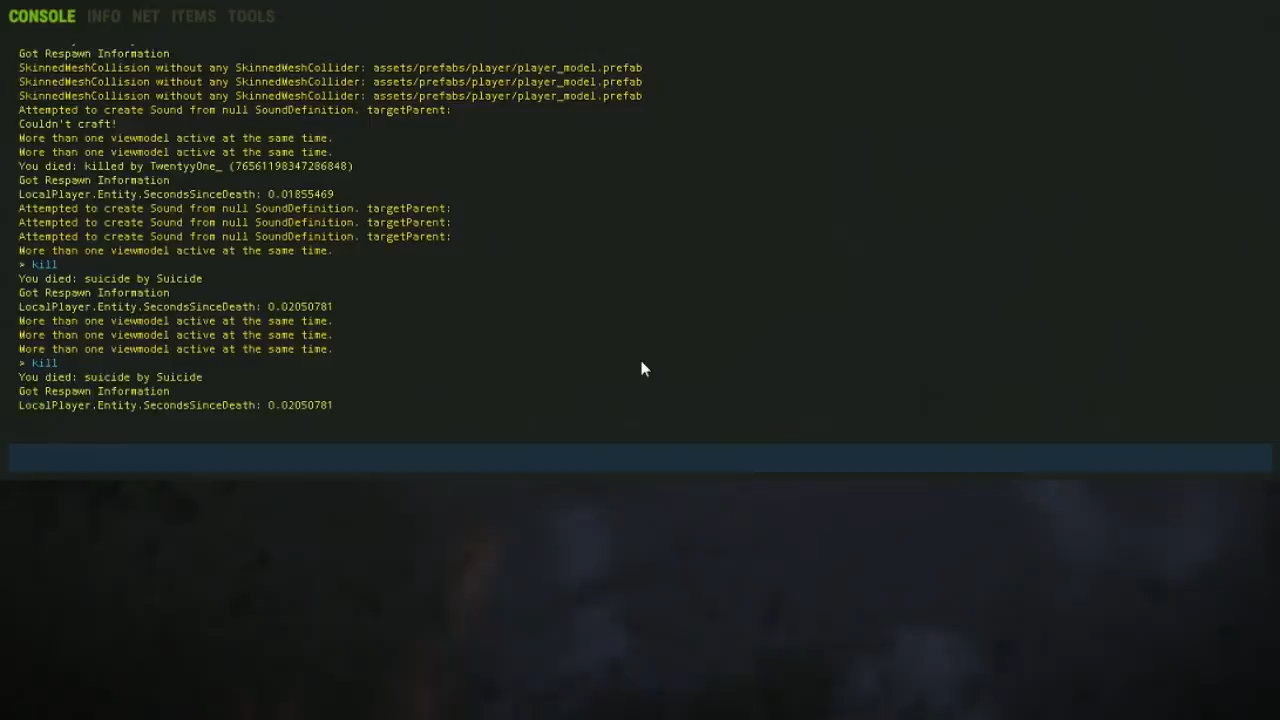 CONSOLE INFO NET ITEMS TOOLS
Got Respawn Information
SkinnedMeshCollision without any SkinnedMeshCollider: assets/prefabs/player/player_model.prefab
SkinnedMeshCollision without any SkinnedMeshCollider: assets/prefabs/player/player_model.prefab
SkinnedMeshCollision without any SkinnedMeshCollider: assets/prefabs/player/player_model.prefab
Attempted to create Sound from null SoundDefinition. targetParent:
Couldn't craft!
More than one viewmodel active at the same time.
More than one viewmodel active at the same time.
You died: killed by TwentyyOne_ (76561198347286848)
Got Respawn Information
LocalPlayer.Entity.SecondsSinceDeath: 0.01855469
Attempted to create Sound from null SoundDefinition. targetParent:
Attempted to create Sound from null SoundDefinition. targetParent:
Attempted to create Sound from null SoundDefinition. targetParent:
More than one viewmodel active at the same time.
> kill
You died: suicide by Suicide
Got Respawn Information
LocalPlayer.Entity.SecondsSinceDeath: 0.02050781
More than one viewmodel active at the same time.
More than one viewmodel active at the same time.
More than one viewmodel active at the same time.
> kill
You died: suicide by Suicide
Got Respawn Information
LocalPlayer.Entity.SecondsSinceDeath: 0.02050781